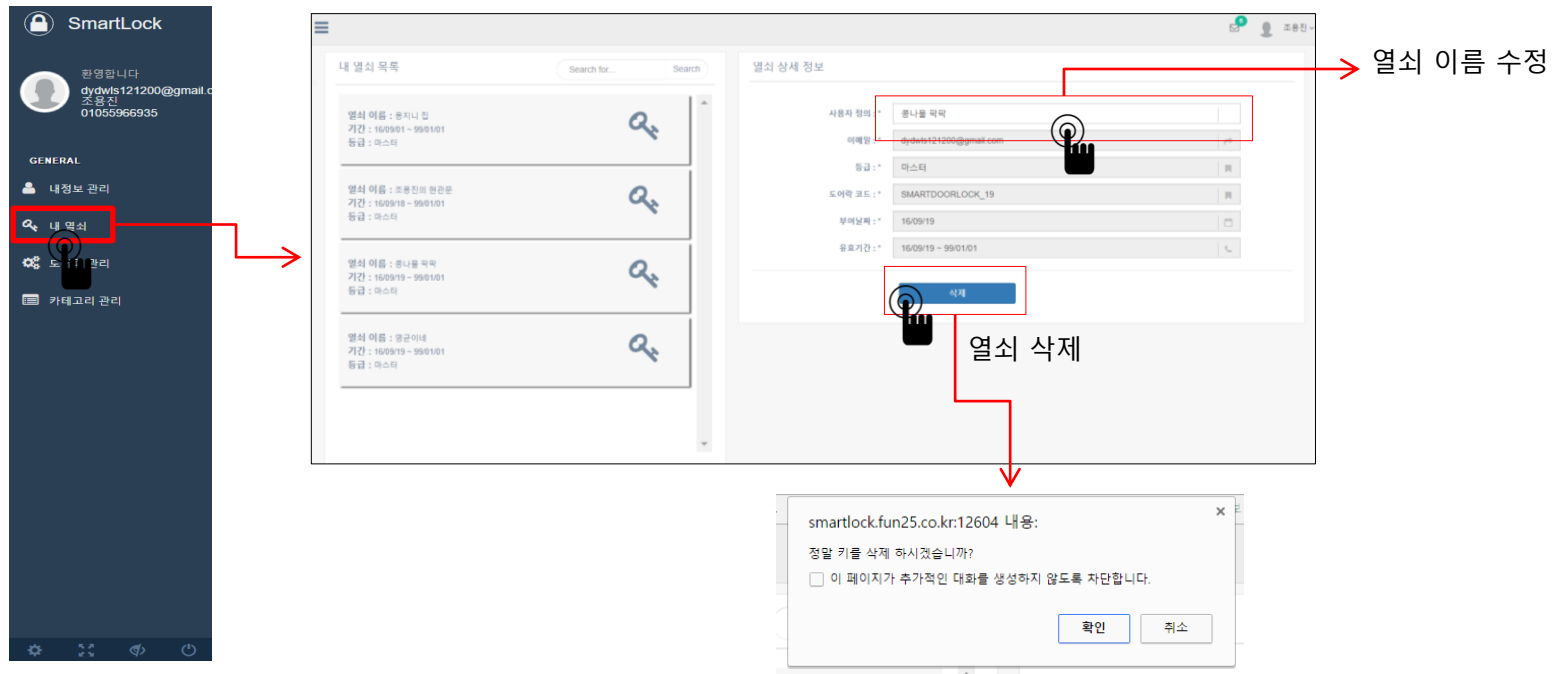 SmartLock
환영합니다
dydwls121200@gmail.c
조용진
01055966935
GENERAL
내정보 관리
내 열쇠
관리
카테고리 관리
6
조용진
내 열쇠 목록
Search for...
Search
열쇠 이름 : 용지니 집
기간 : 16/09/01 ~ 99/01/01
등급 : 마스터
열쇠 이름 : 조용진의 현관문
기간 : 16/09/18 ~ 99/01/01
등급 : 마스터
열쇠 이름 : 콩나물 팍팍
기간 : 16/09/19 ~ 99/01/01
등급 : 마스터
열쇠 이름 : 명균이네
기간 : 16/09/19 ~ 99/01/01
등급 : 마스터
열쇠 상세 정보
사용자 정의 : * 콩나물 팍팍
이메일 : * dydwls121200@gmail.com
등급 : * 마스터
도어락 코드 : * SMARTDOORLOCK_19
부여날짜 : * 16/09/19
유효기간 : * 16/09/19 ~ 99/01/01
삭제
열쇠 이름 수정
열쇠 삭제
smartlock.fun25.co.kr:12604 내용:
정말 키를 삭제 하시겠습니까?
이 페이지가 추가적인 대화를 생성하지 않도록 차단합니다.
확인
취소